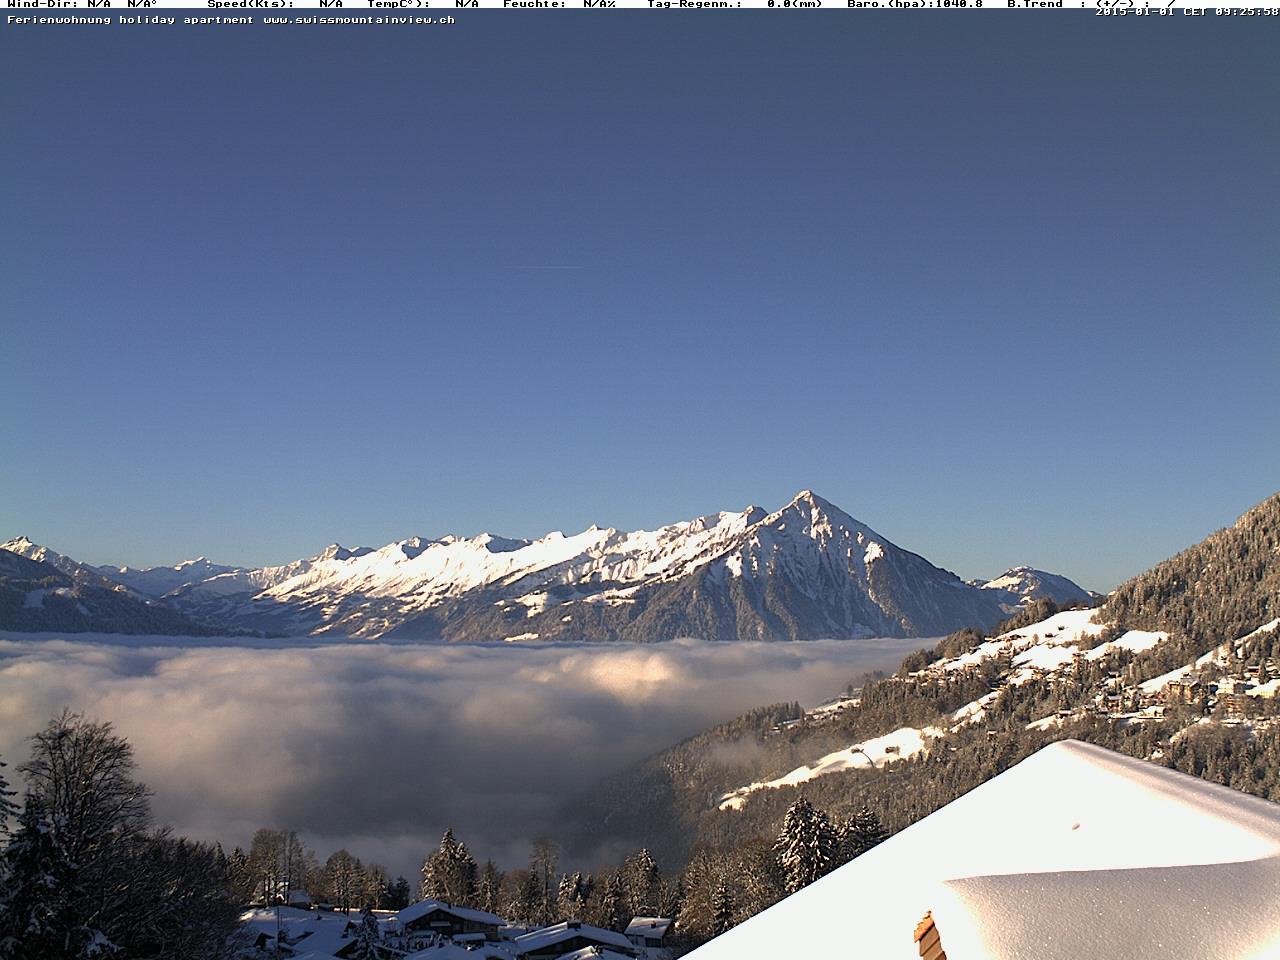 Wind-Dir: N/A N/A° Speed(Kts): N/A TempC°): N/A Feuchte: N/A% Tag-Regenm.: 0.0(mm) Baro.(hpa):1040.8 B.Trend : (+/-) : /
2015-01-01 CET 09:25:58
Ferienwohnung holiday apartment www.swissmountainview.ch